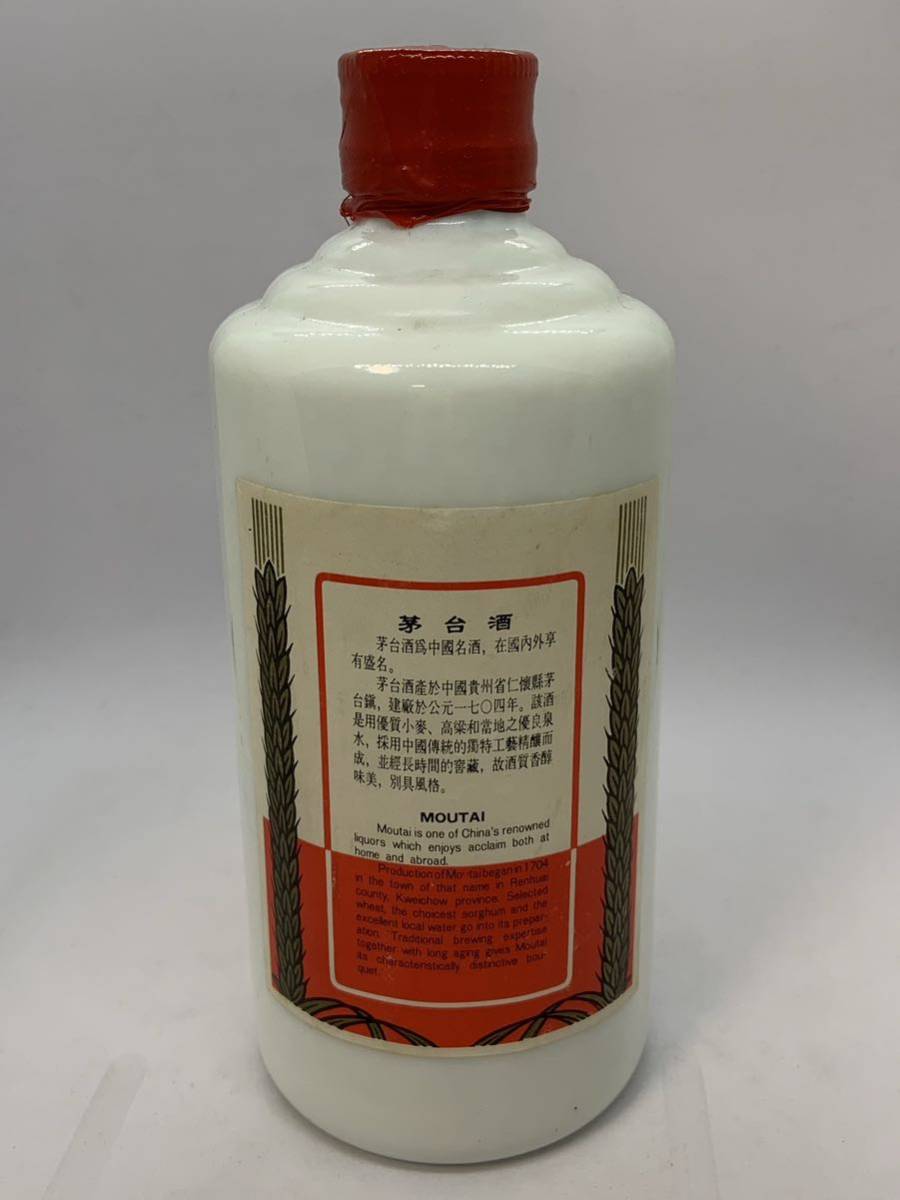 茅台酒
茅台酒爲中國名酒，在國內外享
有盛名。
茅台酒產於中國貴州省仁懷縣茅
台鎭，建廠於公元一七〇四年。該酒
是用優質小麥、高粱和當地之優良泉
水，採用中國傳統的獨特工藝精釀而
成，並經長時間的窖藏，故酒質香醇
味美，別具風格。
MOUTAI
Moutai is one of China's renowned
liquors which enjoys acclaim both at
home and abroad.
Production of Moutai began in 1704
in the town of that name in Renhuai
county, Kweichow province. Selected
wheat, the choicest sorghum and the
excellent local water go into its prepar-
ation. Traditional brewing expertise
together with long aging gives Moutai
its characteristically distinctive bou-
quet.